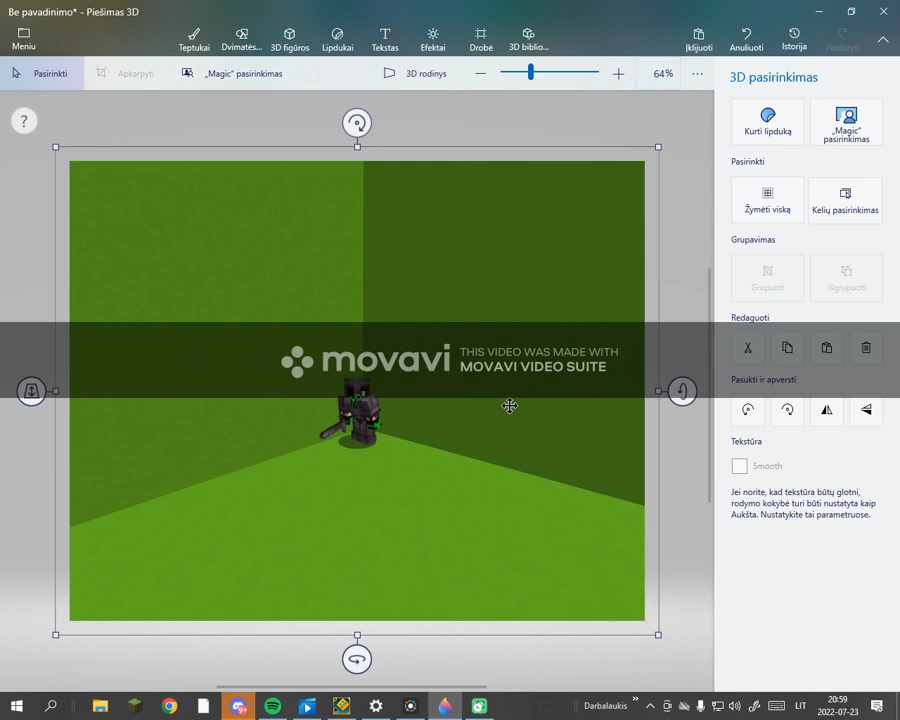 Be pavadinimo* - Piešimas 3D
Meniu
Teptukai
Dvimatės...
3D figūros
Lipdukai
Tekstas
Efektai
Drobė
3D biblio...
Įklijuoti
Anuliuoti
Istorija
Perdaryti
Pasirinkti
Apkarpyti
„Magic“ pasirinkimas
3D rodinys
64%
?
3D pasirinkimas
Kurti lipduką
„Magic“
pasirinkimas
Pasirinkti
Žymėti viską
Kelių pasirinkimas
Grupavimas
Grupuoti
Išgrupuoti
Redaguoti
Pasukti ir apversti
Tekstūra
Smooth
Jei norite, kad tekstūra būtų glotni,
rodymo kokybė turi būti nustatyta kaip
Aukšta. Nustatykite tai parametruose.
movavi
THIS VIDEO WAS MADE WITH
MOVAVI VIDEO SUITE
Darbalaukis
LIT
20:59
2022-07-23